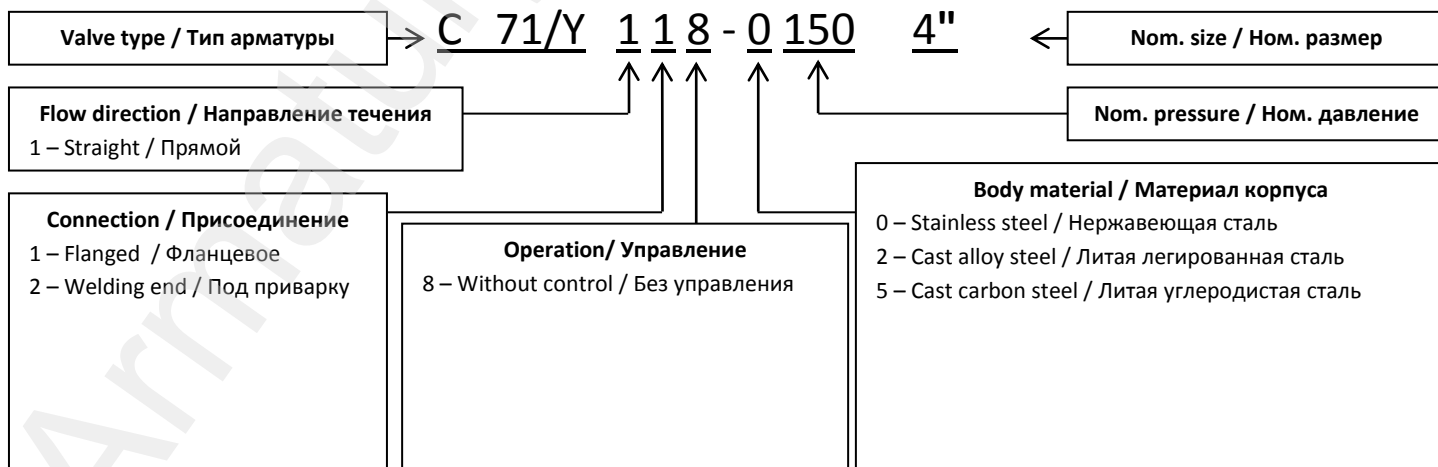 Valve type / Тип арматуры
C 71/Y 1 1 8 - 0 150 4"
Nom. size / Ном. размер
Flow direction / Направление течения
1 – Straight / Прямой
Nom. pressure / Ном. давление
Connection / Присоединение
1 – Flanged / Фланцевое
2 – Welding end / Под приварку
Operation/ Управление
8 – Without control / Без управления
Body material / Материал корпуса
0 – Stainless steel / Нержавеющая сталь
2 – Cast alloy steel / Литая легированная сталь
5 – Cast carbon steel / Литая углеродистая сталь